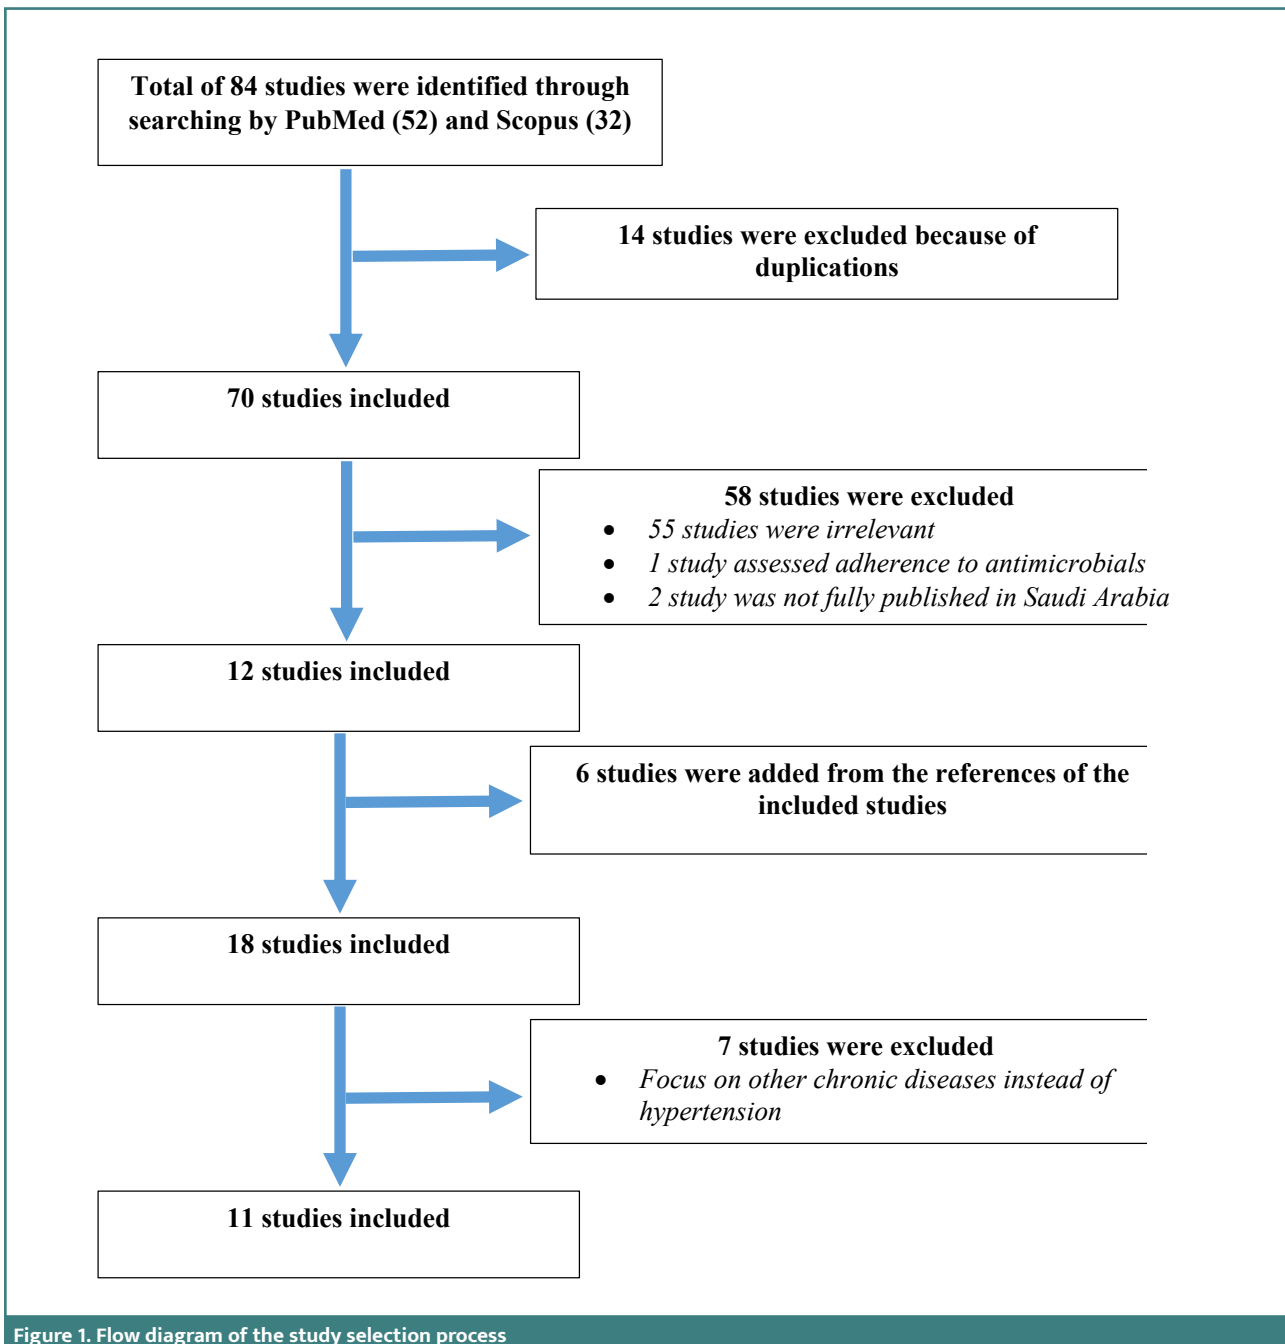 Total of 84 studies were identified through
searching by PubMed (52) and Scopus (32)
14 studies were excluded because of
duplications
70 studies included
58 studies were excluded
• 55 studies were irrelevant
• 1 study assessed adherence to antimicrobials
• 2 study was not fully published in Saudi Arabia
12 studies included
6 studies were added from the references of the
included studies
18 studies included
7 studies were excluded
• Focus on other chronic diseases instead of
hypertension
11 studies included
Figure 1. Flow diagram of the study selection process